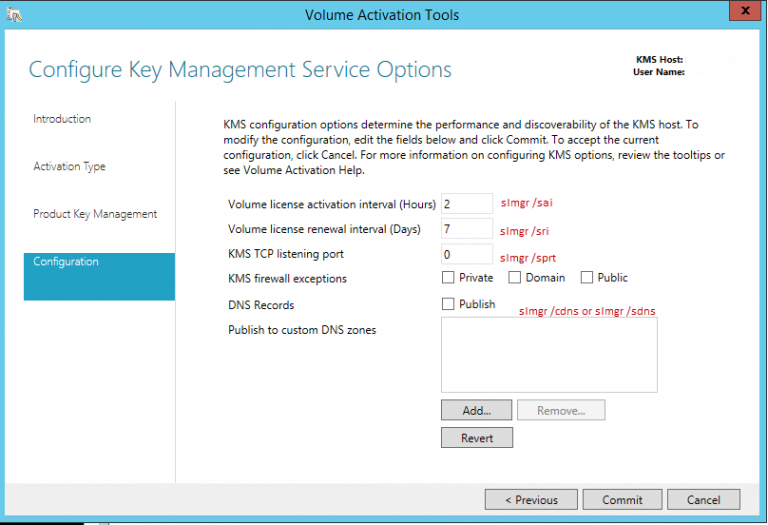 Volume Activation Tools
x
Configure Key Management Service Options
KMS Host:
User Name:
Introduction
Activation Type
Product Key Management
Configuration
KMS configuration options determine the performance and discoverability of the KMS host. To
modify the configuration, edit the fields below and click Commit. To accept the current
configuration, click Cancel. For more information on configuring KMS options, review the tooltips or
see Volume Activation Help.
Volume license activation interval (Hours) 2 slmgr /sai
Volume license renewal interval (Days) 7 slmgr /sri
KMS TCP listening port 0 slmgr /sprt
KMS firewall exceptions Private Domain Public
DNS Records Publish slmgr /cdns or slmgr /sdns
Publish to custom DNS zones
Add... Remove...
Revert
< Previous Commit Cancel